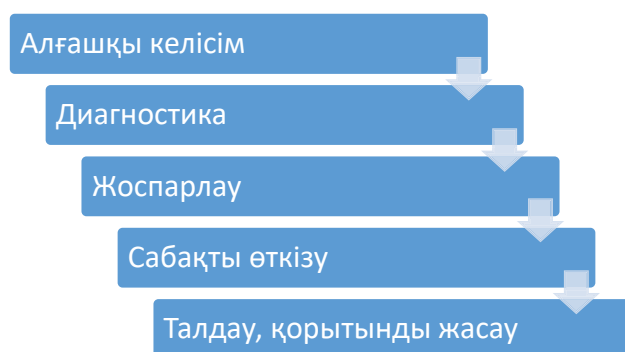 Алғашқы келісім
Диагностика
Жоспарлау
Сабақты өткізу
Талдау, қорытынды жасау